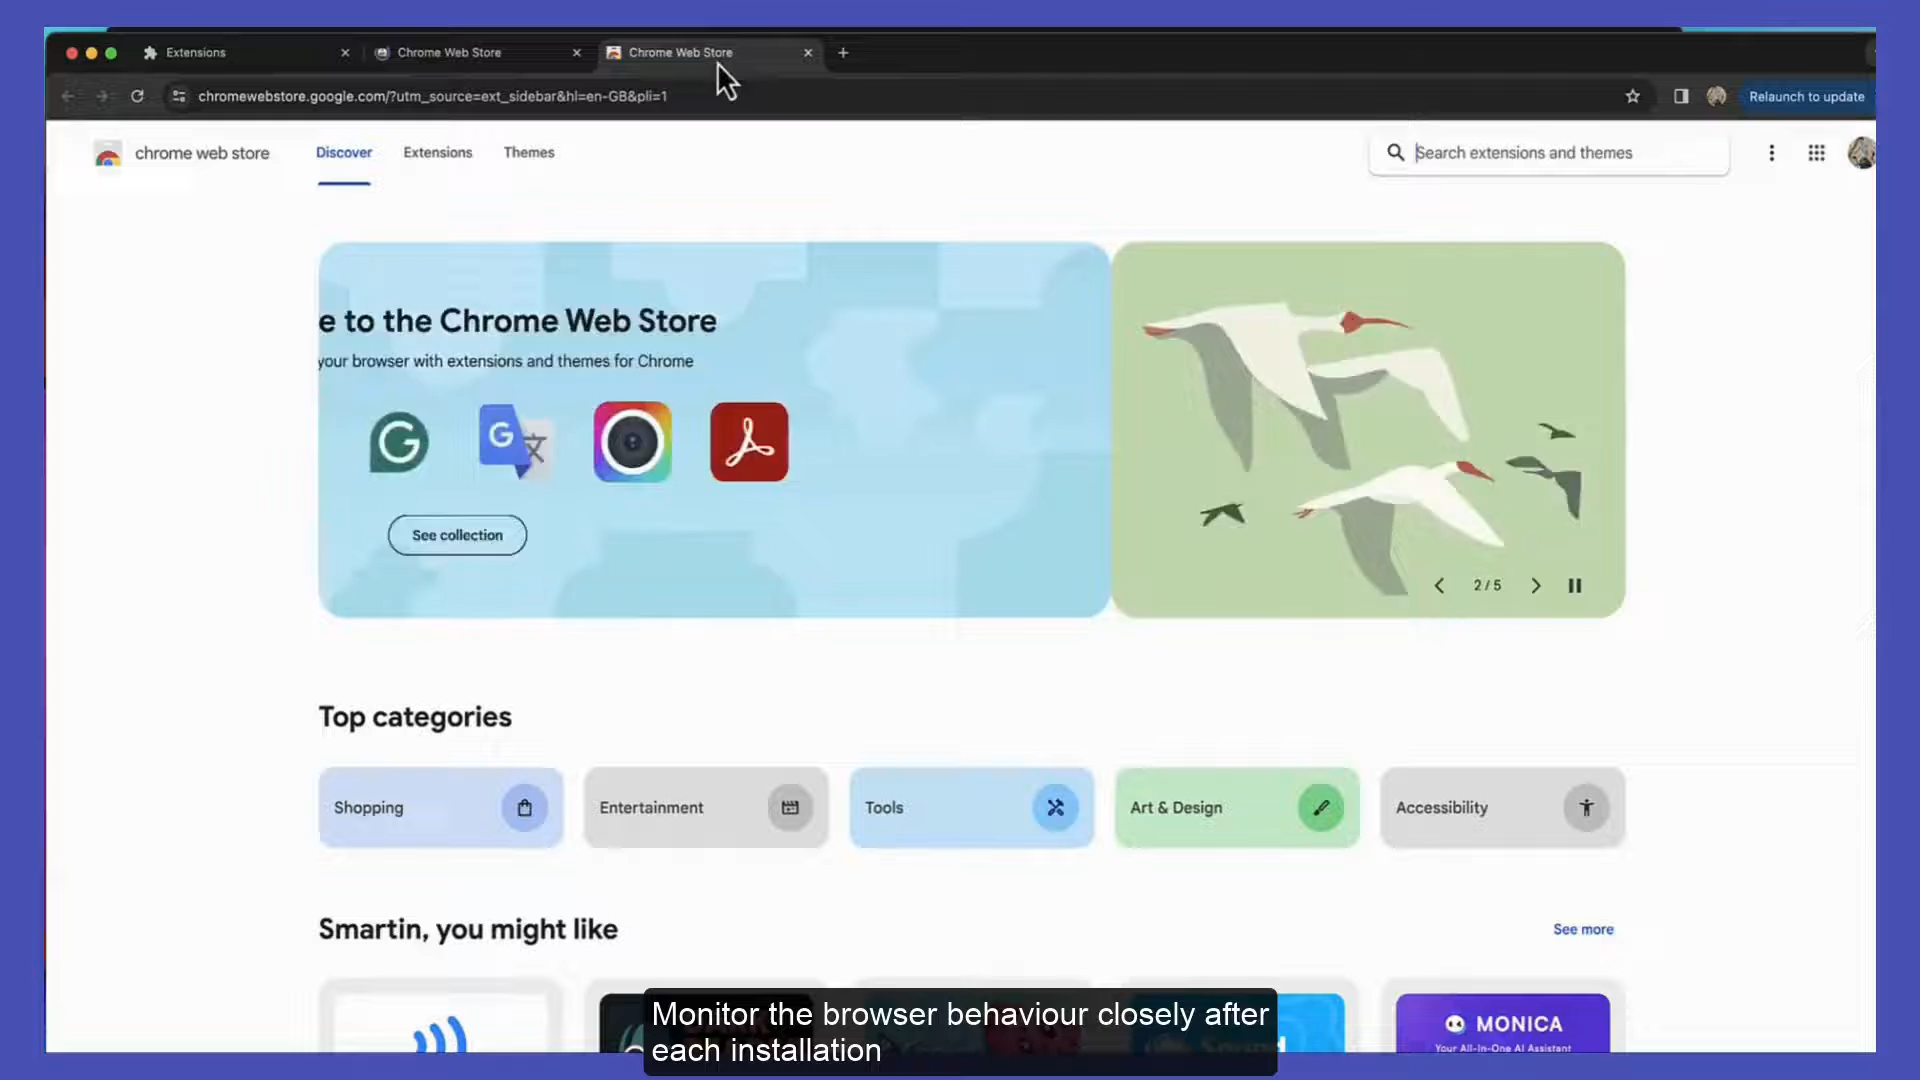 Extensions
Chrome Web Store
Chrome Web Store
chromewebstore.google.com/?utm_source=ext_sidebar&hl=en-GB&pli=1
Relaunch to update
chrome web store
Discover
Extensions
Themes
Search extensions and themes
e to the Chrome Web Store
your browser with extensions and themes for Chrome
G
G
See collection
2/5
Top categories
Shopping
Entertainment
Tools
Art & Design
Accessibility
Smartin, you might like
See more
MONICA
Your All-In-One AI Assistant
Monitor the browser behaviour closely after
each installation